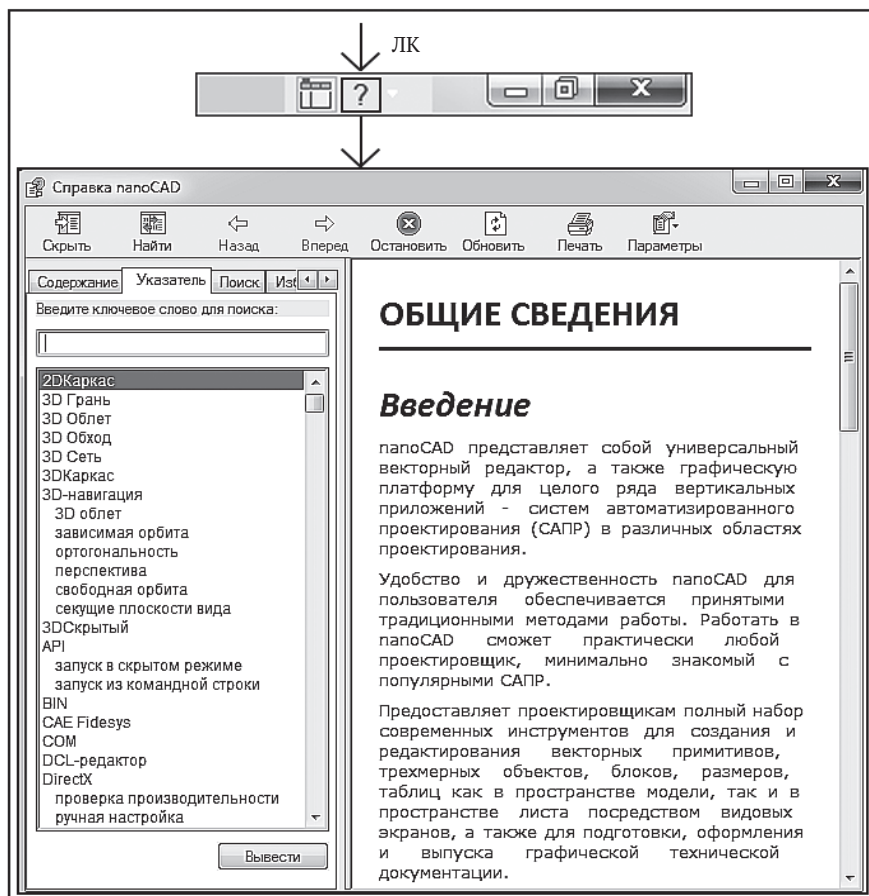 ЛК
?
Справка nanoCAD
Скрыть Найти Назад Вперед Остановить Обновить Печать Параметры
Содержание Указатель Поиск Изб
Введите ключевое слово для поиска:
2DКаркас
3D Грань
3D Облет
3D Обход
3D Сеть
3DКаркас
3D-навигация
3D облет
зависимая орбита
ортогональность
перспектива
свободная орбита
секущие плоскости вида
3DСкрытый
API
запуск в скрытом режиме
запуск из командной строки
BIN
CAE Fidesys
COM
DCL-редактор
DirectX
проверка производительности
ручная настройка
Вывести
ОБЩИЕ СВЕДЕНИЯ
Введение
nanoCAD представляет собой универсальный
векторный редактор, а также графическую
платформу для целого ряда вертикальных
приложений - систем автоматизированного
проектирования (САПР) в различных областях
проектирования.
Удобство и дружественность nanoCAD для
пользователя обеспечивается принятыми
традиционными методами работы. Работать в
nanoCAD сможет практически любой
проектировщик, минимально знакомый с
популярными САПР.
Предоставляет проектировщикам полный набор
современных инструментов для создания и
редактирования векторных примитивов,
трехмерных объектов, блоков, размеров,
таблиц как в пространстве модели, так и в
пространстве листа посредством видовых
экранов, а также для подготовки, оформления
и выпуска графической технической
документации.